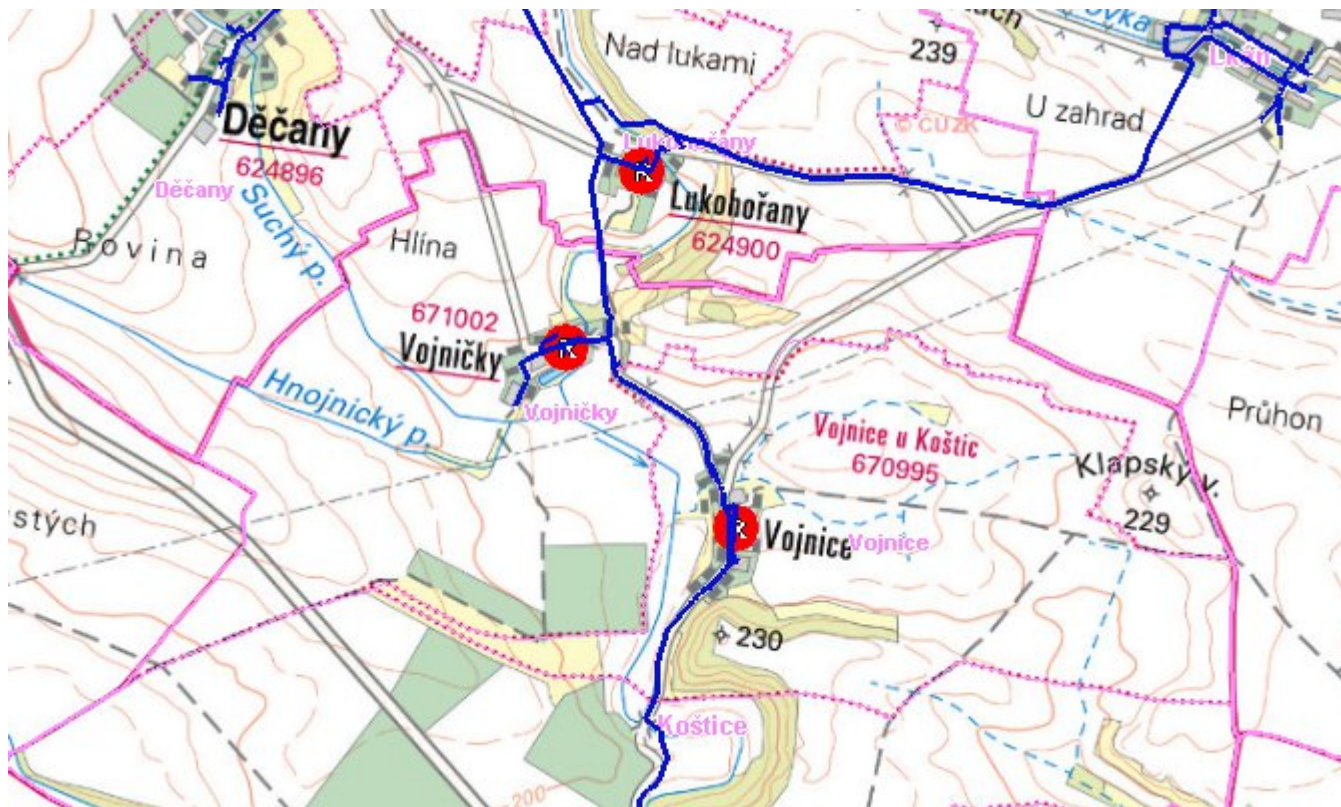 Nad lukami
239
U zahrad
© ČÚZK
Děčany
624896
Děčany
Lukohořany
R
Lukohořany
624900
Rovina
Suchý p.
Hlína
671002
Vojničky
R
Vojničky
Hnojnický p.
Vojnice u Koštic
670995
Průhon
Klapský v.
229
stých
R
Vojnice
Vojnice
230
Koštice
200